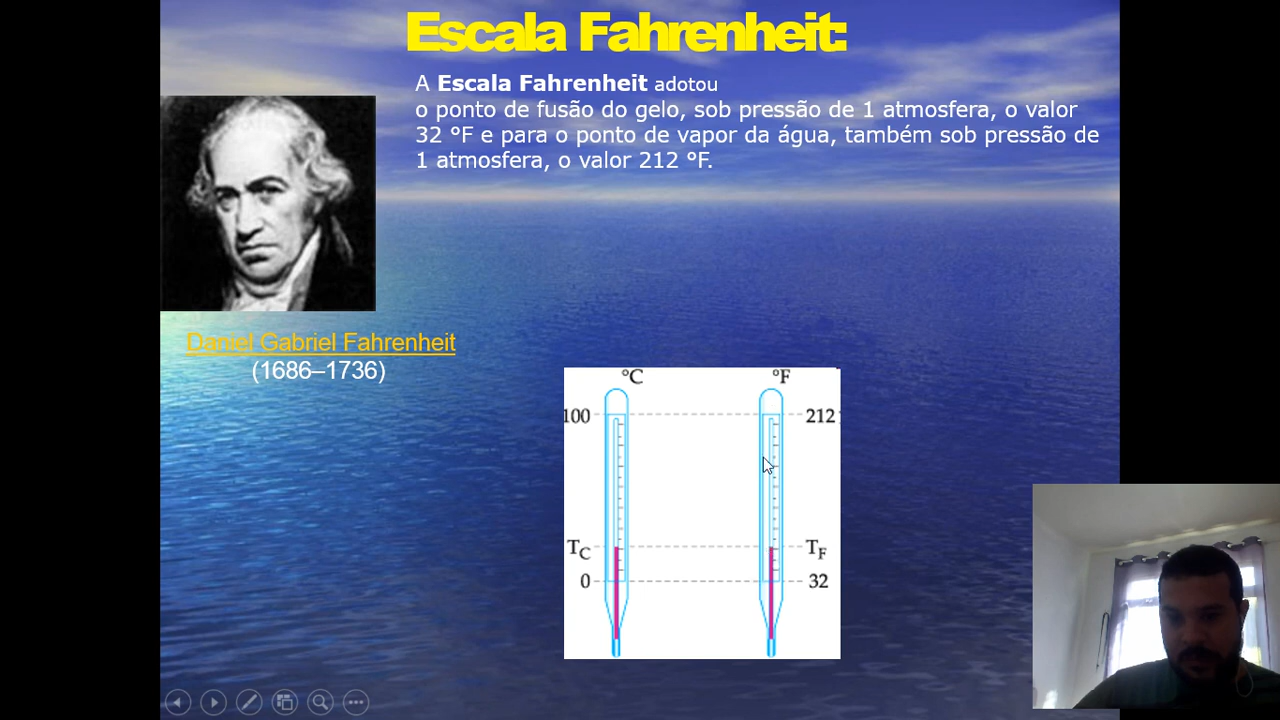 Escala Fahrenheit:
A Escala Fahrenheit adotou
o ponto de fusão do gelo, sob pressão de 1 atmosfera, o valor
32 °F e para o ponto de vapor da água, também sob pressão de
1 atmosfera, o valor 212 °F.
Daniel Gabriel Fahrenheit
(1686–1736)
°C °F
100 212
TC TF
0 32